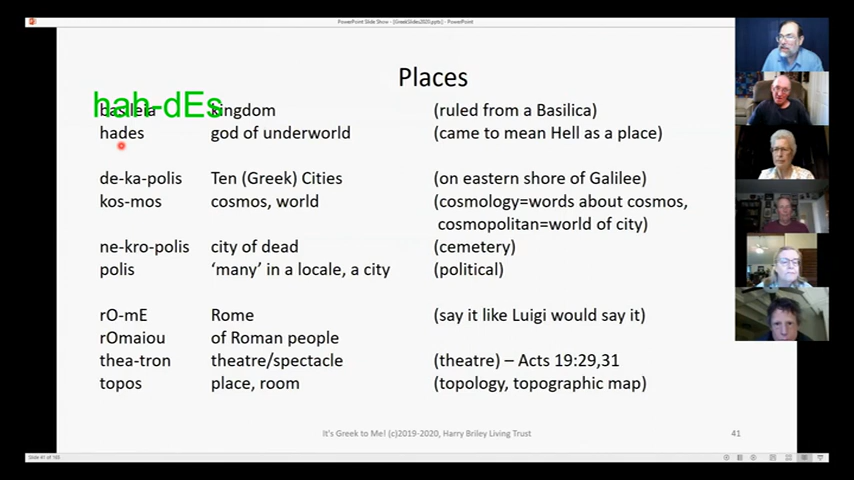 PowerPoint Slide Show - [GreekSlides2020.pptx] - PowerPoint
Places
hah-dEs
basileia kingdom (ruled from a Basilica)
hades god of underworld (came to mean Hell as a place)
de-ka-polis Ten (Greek) Cities (on eastern shore of Galilee)
kos-mos cosmos, world (cosmology=words about cosmos,
cosmopolitan=world of city)
ne-kro-polis city of dead (cemetery)
polis ‘many’ in a locale, a city (political)
rO-mE Rome (say it like Luigi would say it)
rOmaiou of Roman people
thea-tron theatre/spectacle (theatre) – Acts 19:29,31
topos place, room (topology, topographic map)
It's Greek to Me! (c)2019-2020, Harry Briley Living Trust 41